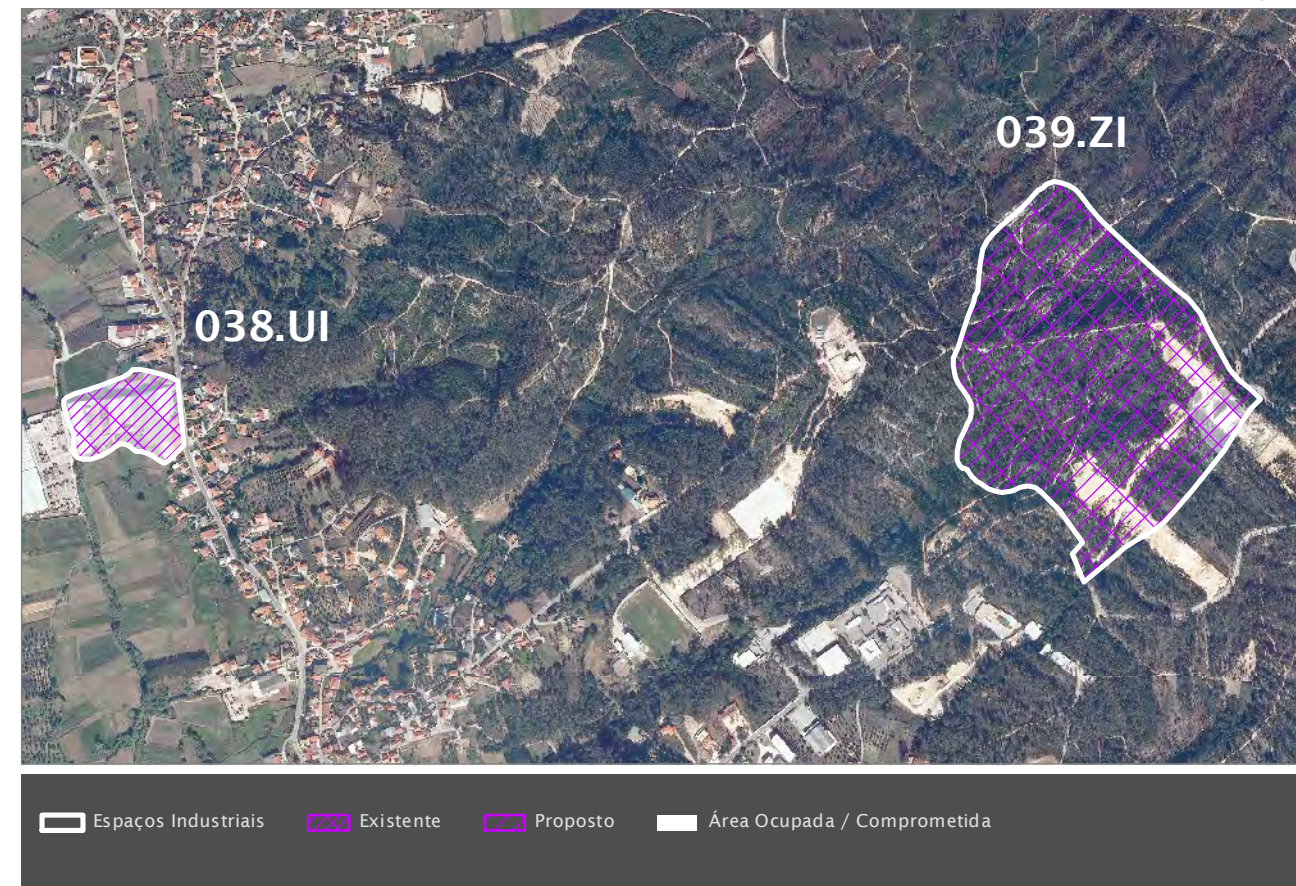 039.ZI
038.UI
Espaços Industriais Existente Proposto Área Ocupada / Comprometida